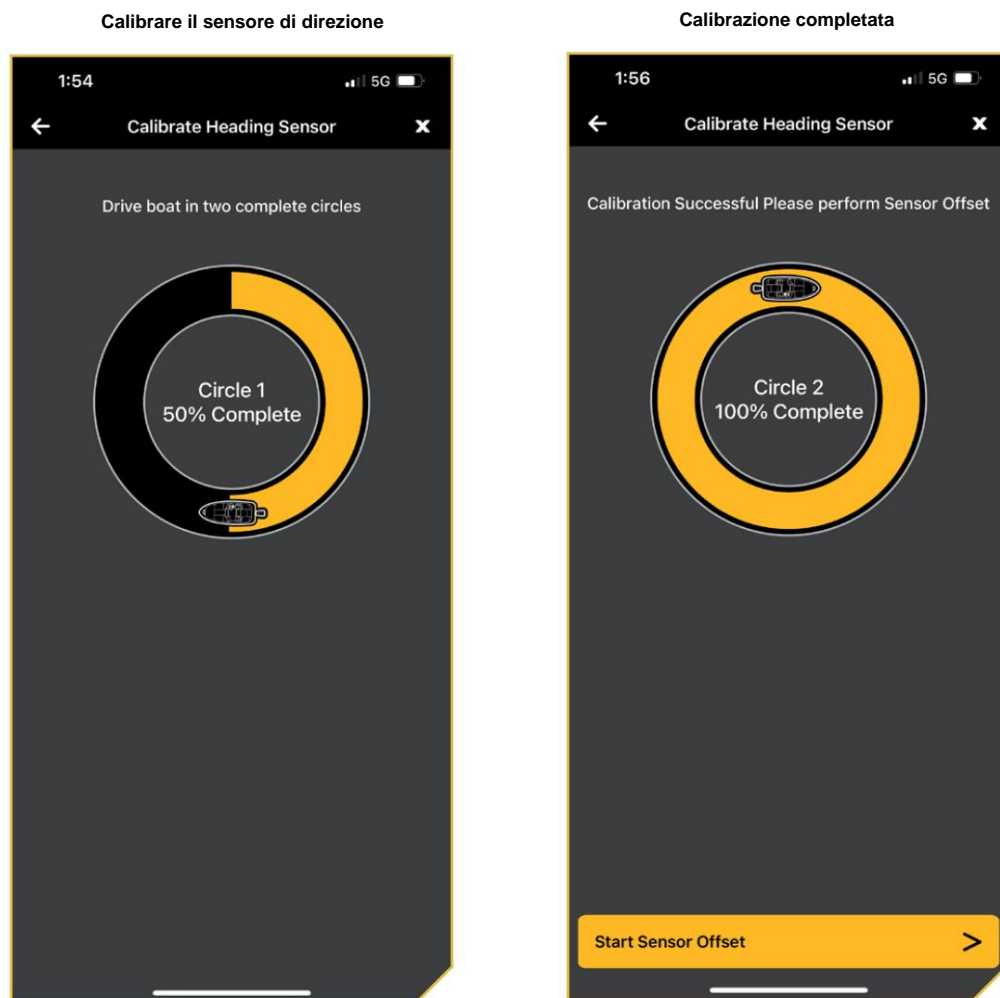 Calibrare il sensore di direzione
1:54
5G
Calibrate Heading Sensor
X
Drive boat in two complete circles
Circle 1
50% Complete
Calibrazione completata
1:56
5G
Calibrate Heading Sensor
X
Calibration Successful Please perform Sensor Offset
Circle 2
100% Complete
Start Sensor Offset >